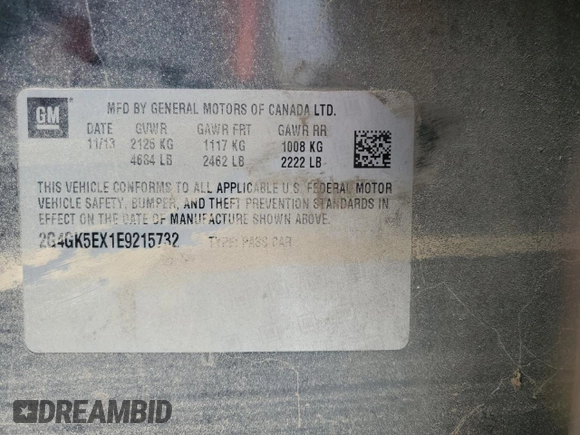 GM
MFD BY GENERAL MOTORS OF CANADA LTD.
DATE GVWR GAWR FRT GAWR RR
11/13 2125 KG 1117 KG 1008 KG
4684 LB 2462 LB 2222 LB
THIS VEHICLE CONFORMS TO ALL APPLICABLE U.S. FEDERAL MOTOR
VEHICLE SAFETY, BUMPER, AND THEFT PREVENTION STANDARDS IN
EFFECT ON THE DATE OF MANUFACTURE SHOWN ABOVE.
2G4GK5EX1E9215732 TYPE: PASS CAR
DREAMBID